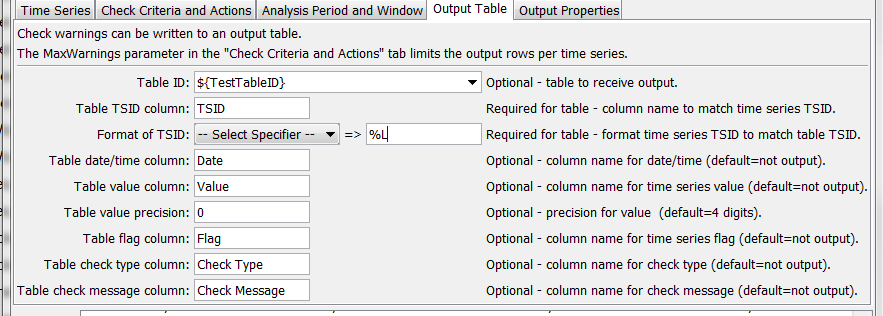 Time Series Check Criteria and Actions Analysis Period and Window Output Table Output Properties
Check warnings can be written to an output table.
The MaxWarnings parameter in the "Check Criteria and Actions" tab limits the output rows per time series.
Table ID: ${TestTableID} Optional - table to receive output.
Table TSID column: TSID Required for table - column name to match time series TSID.
Format of TSID: -- Select Specifier -- => %L Required for table - format time series TSID to match table TSID.
Table date/time column: Date Optional - column name for date/time (default=not output).
Table value column: Value Optional - column name for time series value (default=not output).
Table value precision: 0 Optional - precision for value (default=4 digits).
Table flag column: Flag Optional - column name for time series flag (default=not output).
Table check type column: Check Type Optional - column name for check type (default=not output).
Table check message column: Check Message Optional - column name for check message (default=not output).